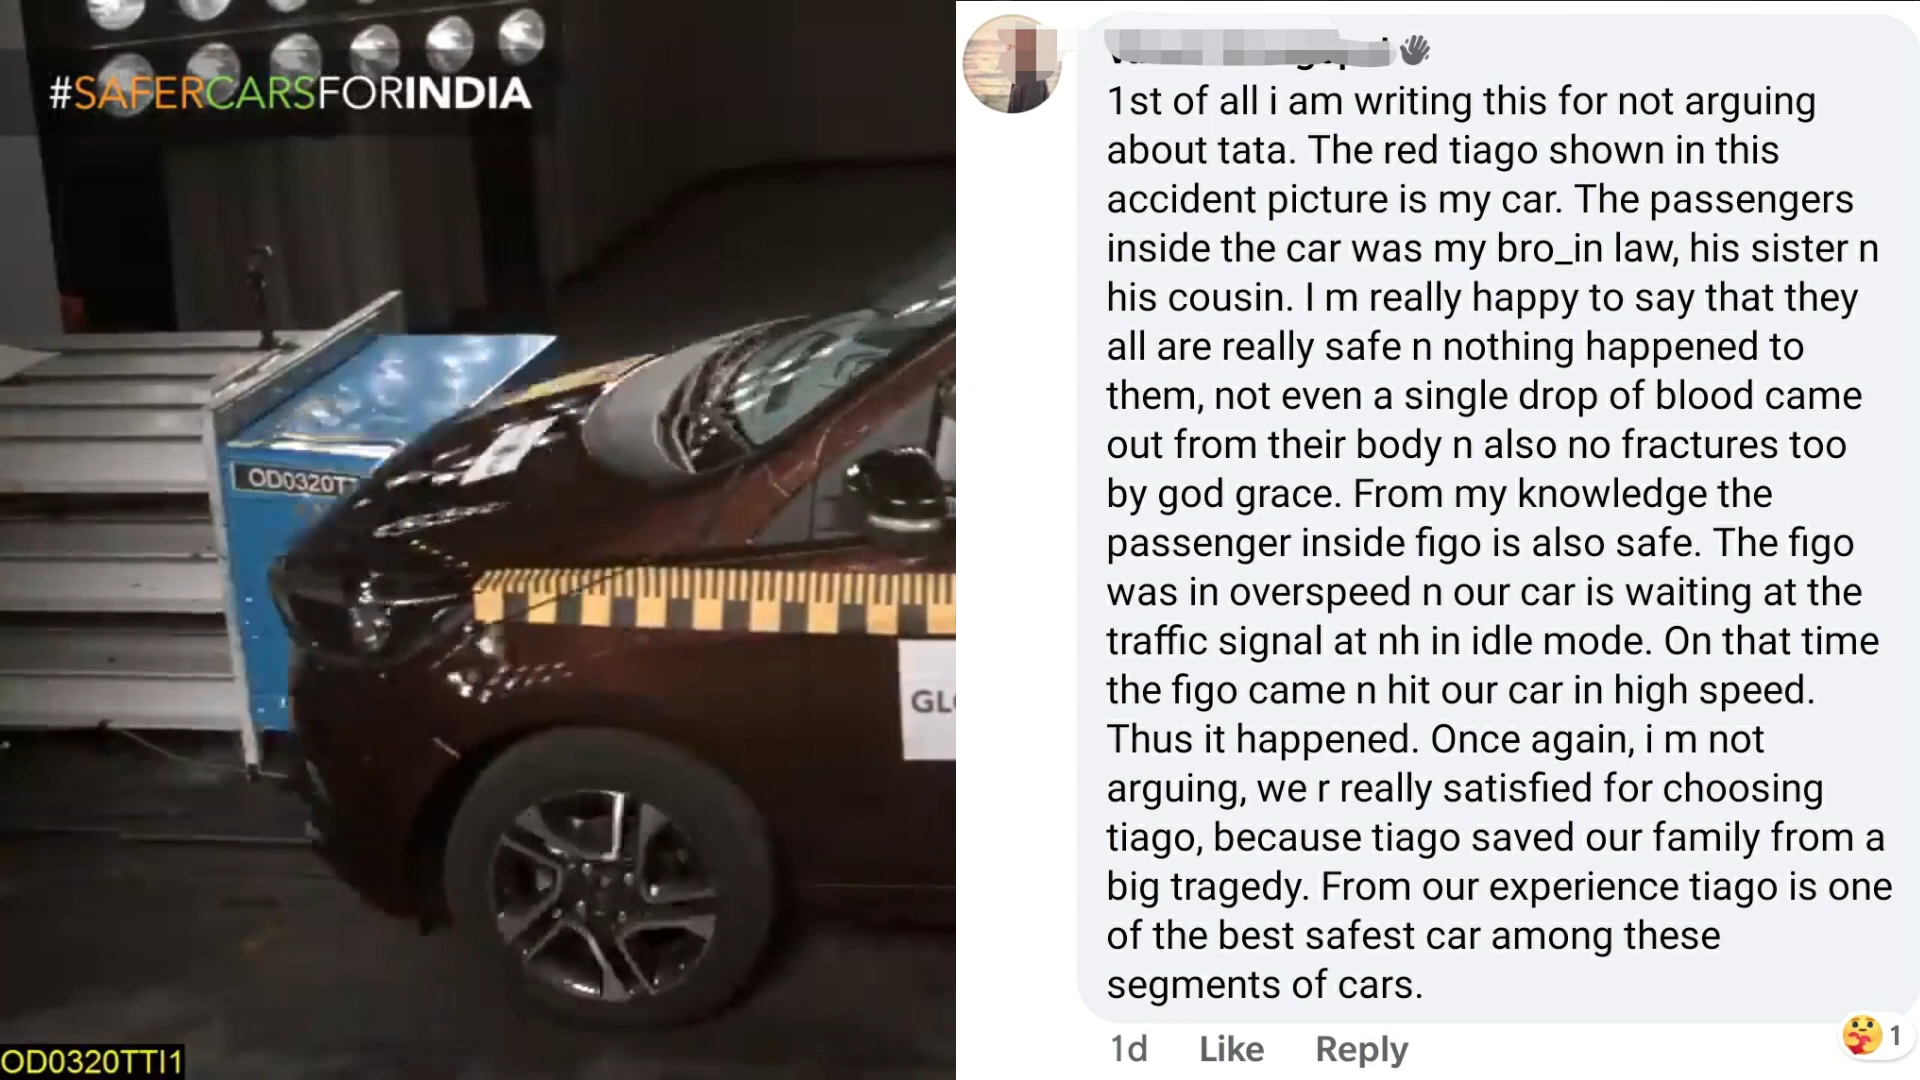 #SAFERCARSFORINDIA
OD0320T
GL
OD0320TTI1
1st of all i am writing this for not arguing
about tata. The red tiago shown in this
accident picture is my car. The passengers
inside the car was my bro_in law, his sister n
his cousin. I m really happy to say that they
all are really safe n nothing happened to
them, not even a single drop of blood came
out from their body n also no fractures too
by god grace. From my knowledge the
passenger inside figo is also safe. The figo
was in overspeed n our car is waiting at the
traffic signal at nh in idle mode. On that time
the figo came n hit our car in high speed.
Thus it happened. Once again, i m not
arguing, we r really satisfied for choosing
tiago, because tiago saved our family from a
big tragedy. From our experience tiago is one
of the best safest car among these
segments of cars.
1d Like Reply
1